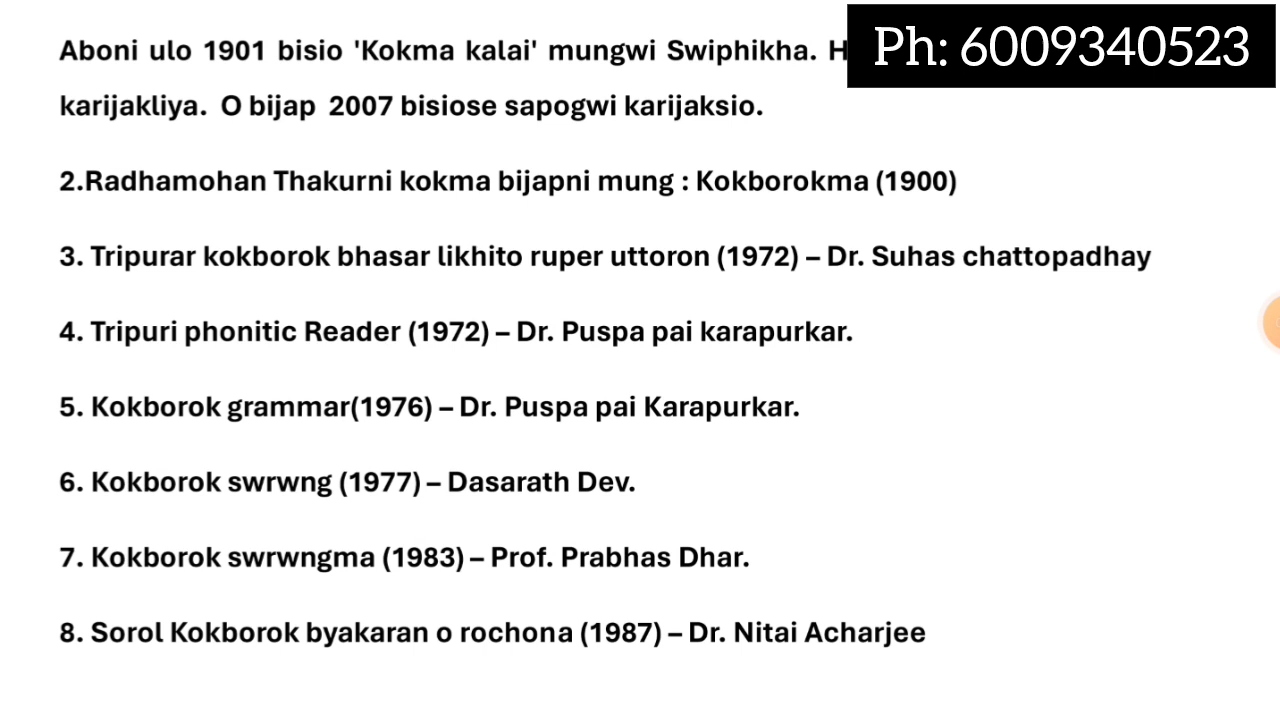 Aboni ulo 1901 bisio 'Kokma kalai' mungwi Swiphikha.
Ph: 6009340523
karijakliya. O bijap 2007 bisiose sapogwi karijaksio.
2.Radhamohan Thakurni kokma bijapni mung : Kokborokma (1900)
3. Tripurar kokborok bhasar likhito ruper uttoron (1972) – Dr. Suhas chattopadhay
4. Tripuri phonitic Reader (1972) – Dr. Puspa pai karapurkar.
5. Kokborok grammar(1976) – Dr. Puspa pai Karapurkar.
6. Kokborok swrwng (1977) – Dasarath Dev.
7. Kokborok swrwngma (1983) – Prof. Prabhas Dhar.
8. Sorol Kokborok byakaran o rochona (1987) – Dr. Nitai Acharjee